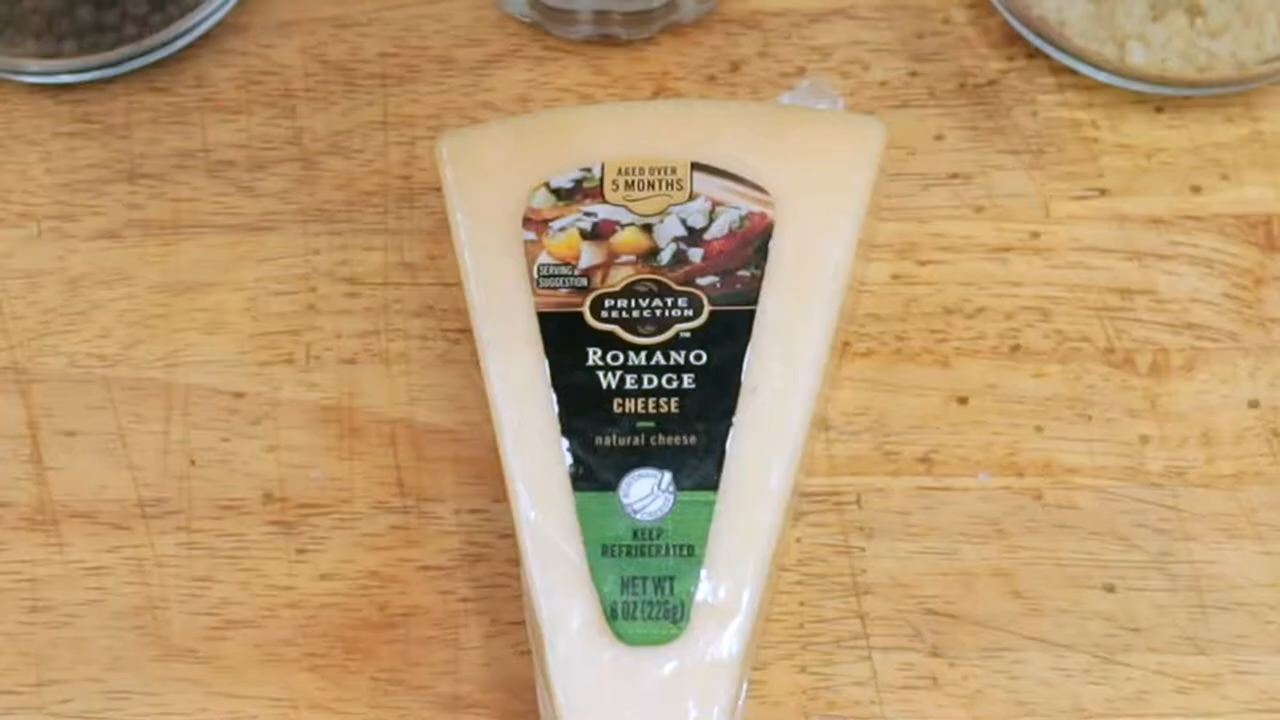 AGED OVER
5 MONTHS
SERVING
SUGGESTION
PRIVATE
SELECTION
™
ROMANO
WEDGE
CHEESE
natural cheese
KEEP
REFRIGERATED
NET WT
8 OZ (226g)